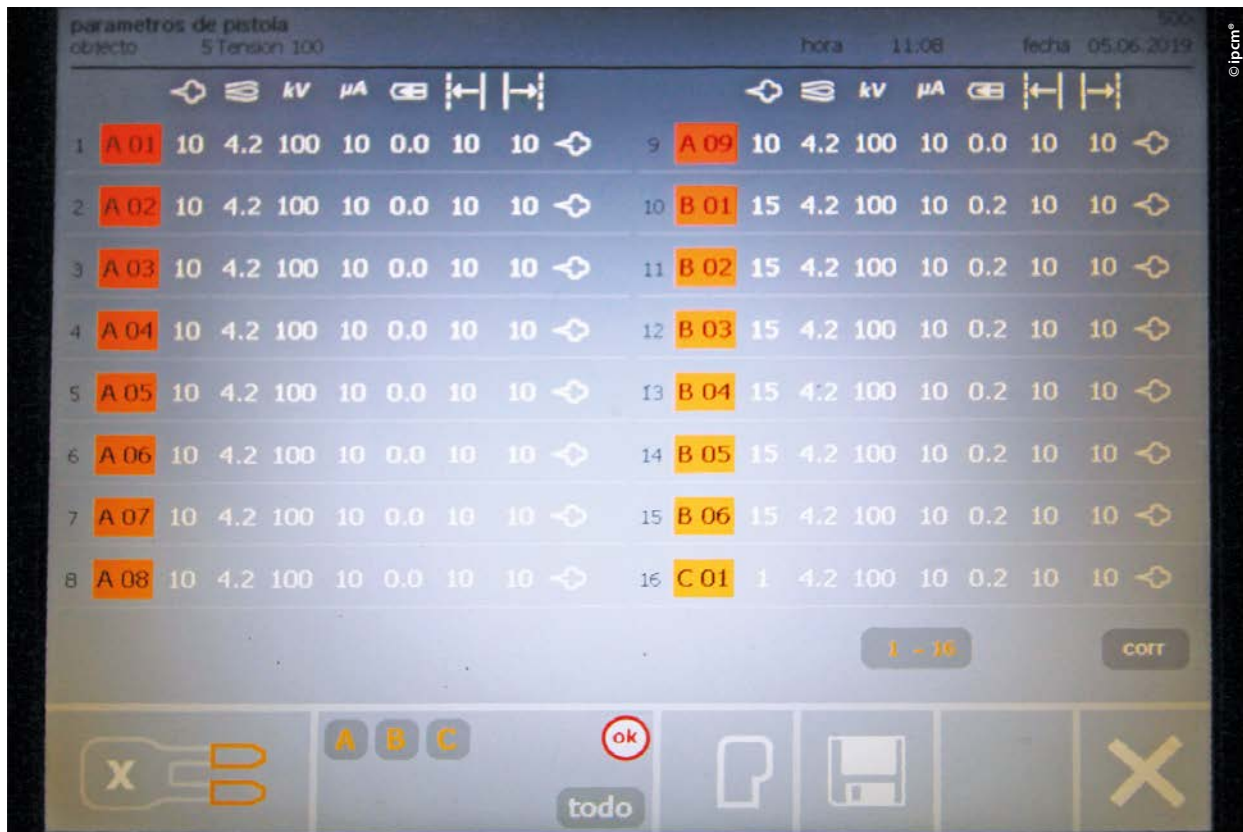 parametros de pistola
500
objecto 5 Tension 100 hora 11:08 fecha 05.06.2019
©ipcm®
kV µA kV µA
1 A 01 10 4.2 100 10 0.0 10 10 9 A 09 10 4.2 100 10 0.0 10 10
2 A 02 10 4.2 100 10 0.0 10 10 10 B 01 15 4.2 100 10 0.2 10 10
3 A 03 10 4.2 100 10 0.0 10 10 11 B 02 15 4.2 100 10 0.2 10 10
4 A 04 10 4.2 100 10 0.0 10 10 12 B 03 15 4.2 100 10 0.2 10 10
5 A 05 10 4.2 100 10 0.0 10 10 13 B 04 15 4.2 100 10 0.2 10 10
6 A 06 10 4.2 100 10 0.0 10 10 14 B 05 15 4.2 100 10 0.2 10 10
7 A 07 10 4.2 100 10 0.0 10 10 15 B 06 15 4.2 100 10 0.2 10 10
8 A 08 10 4.2 100 10 0.0 10 10 16 C 01 1 4.2 100 10 0.2 10 10
1 - 16 corr
A B C ok
X
todo